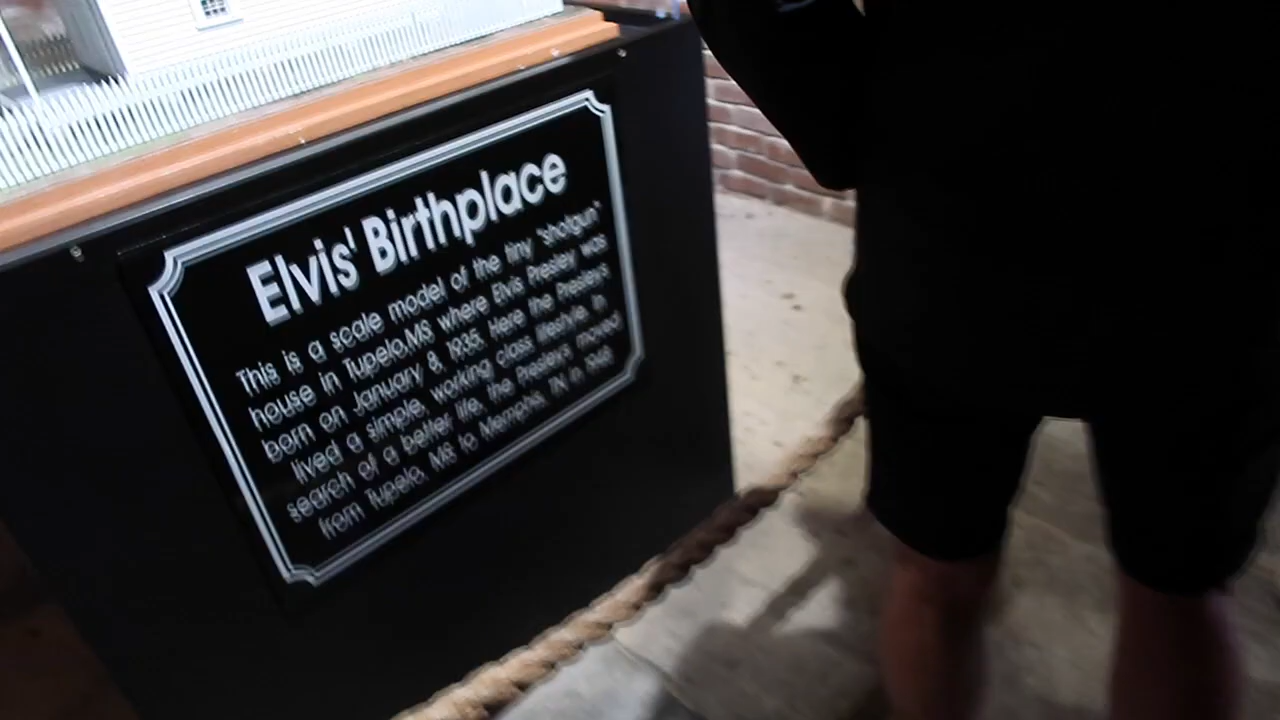 Elvis' Birthplace
This is a scale model of the tiny "shotgun"
house in Tupelo,MS where Elvis Presley was
born on January 8, 1935. Here the Presleys
lived a simple, working class lifestyle. In
search of a better life, the Presleys moved
from Tupelo, MS to Memphis, TN in 1948.